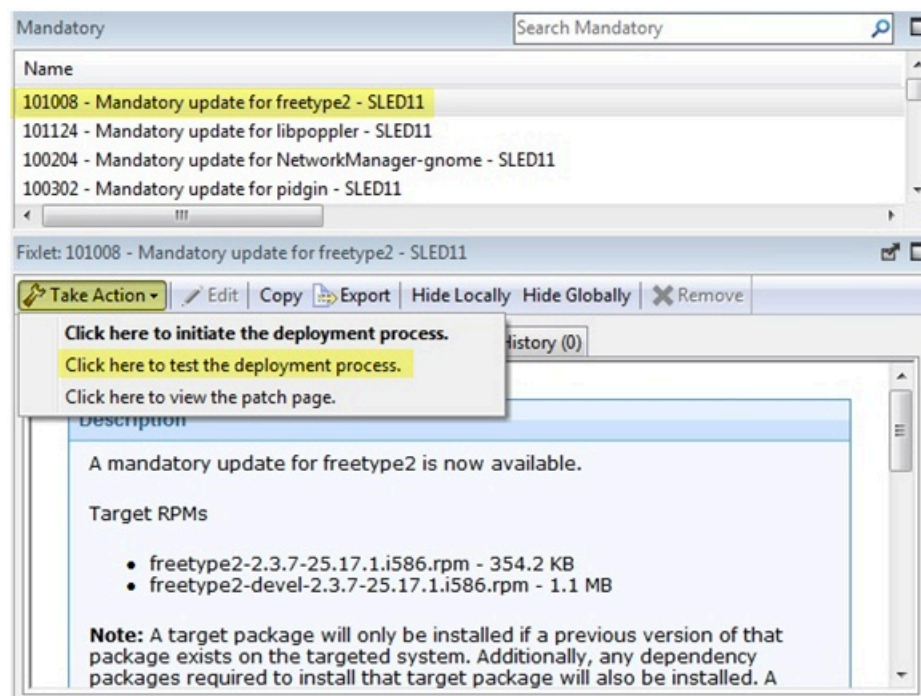 Mandatory
Search Mandatory
Name
101008 - Mandatory update for freetype2 - SLED11
101124 - Mandatory update for libpoppler - SLED11
100204 - Mandatory update for NetworkManager-gnome - SLED11
100302 - Mandatory update for pidgin - SLED11
Fixlet: 101008 - Mandatory update for freetype2 - SLED11
Take Action Edit Copy Export Hide Locally Hide Globally Remove
Click here to initiate the deployment process.
History (0)
Click here to test the deployment process.
Click here to view the patch page.
Description
A mandatory update for freetype2 is now available.
Target RPMs
• freetype2-2.3.7-25.17.1.i586.rpm - 354.2 KB
• freetype2-devel-2.3.7-25.17.1.i586.rpm - 1.1 MB
Note: A target package will only be installed if a previous version of that
package exists on the targeted system. Additionally, any dependency
packages required to install that target package will also be installed. A